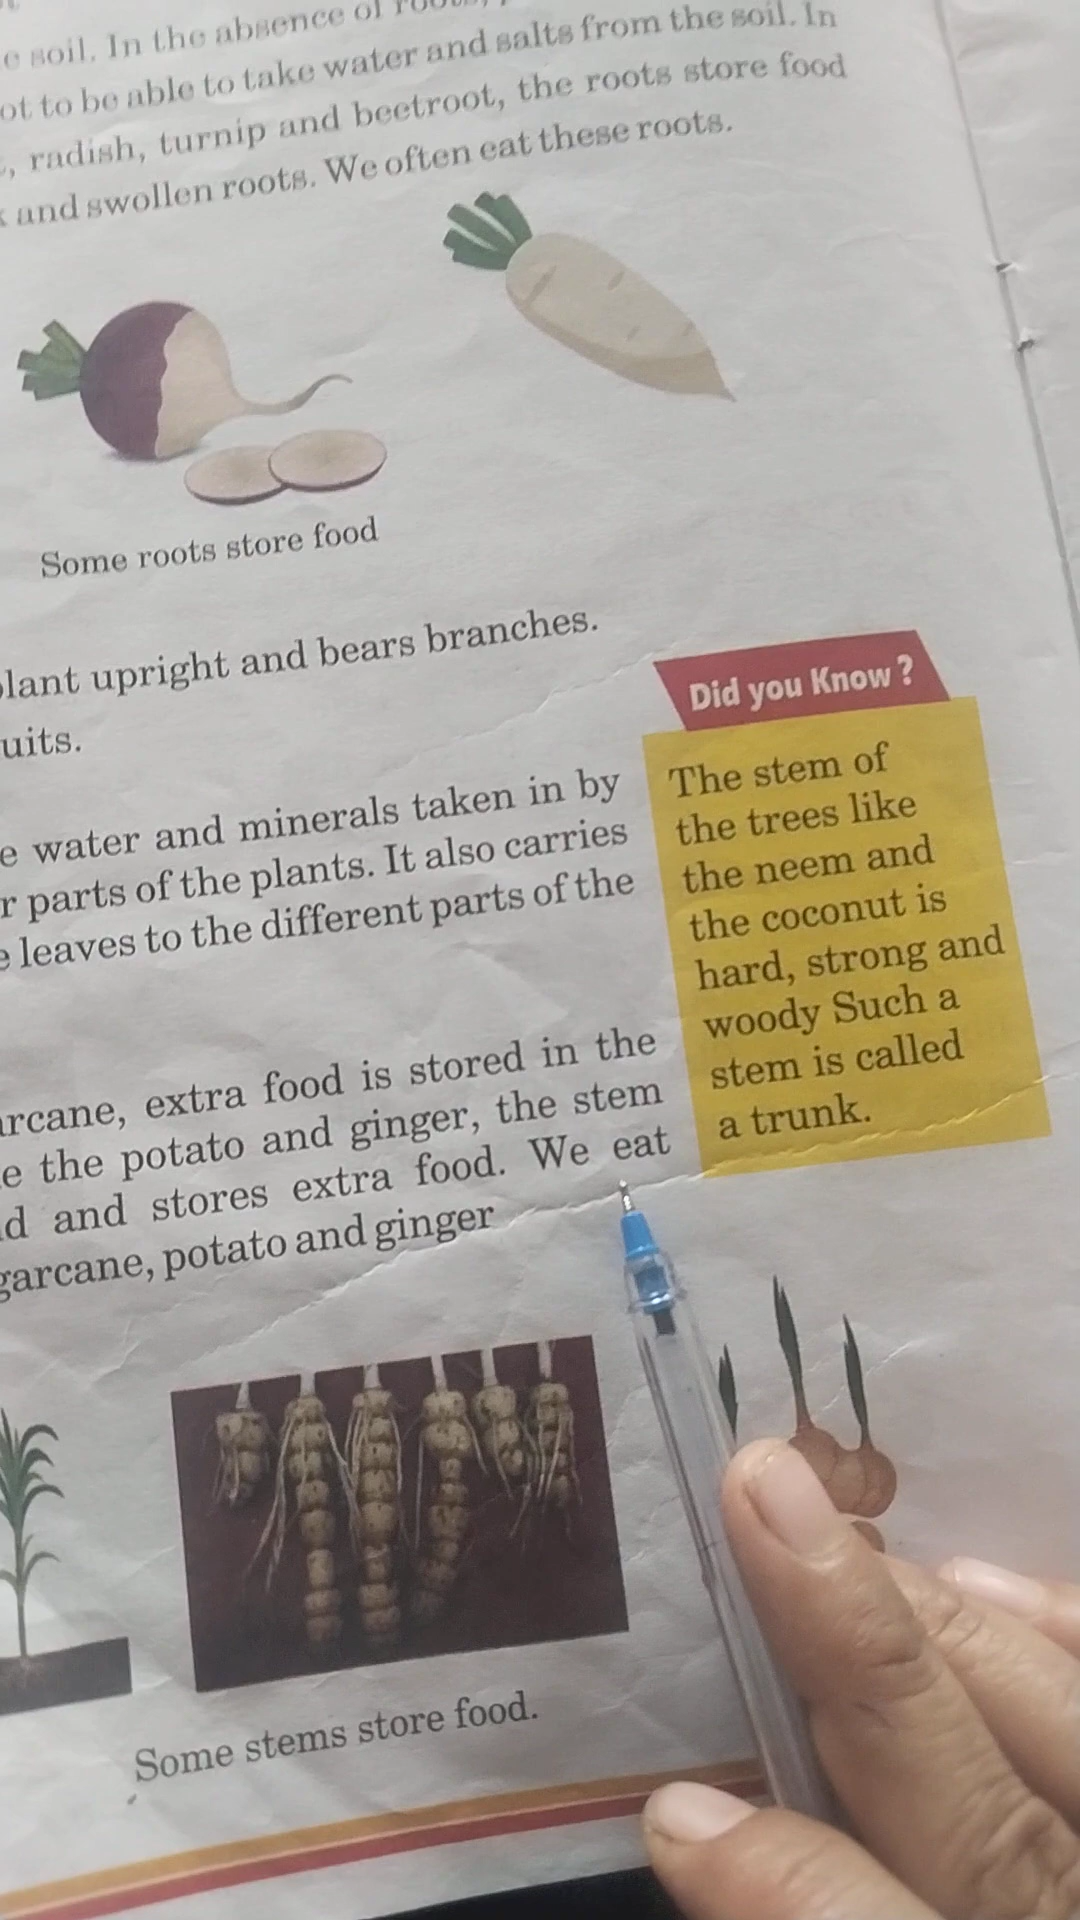 e soil. In the absence of
ot to be able to take water and salts from the soil. In
, radish, turnip and beetroot, the roots store food
and swollen roots. We often eat these roots.
Some roots store food
lant upright and bears branches.
uits.
e water and minerals taken in by
r parts of the plants. It also carries
e leaves to the different parts of the
arcane, extra food is stored in the
e the potato and ginger, the stem
d and stores extra food. We eat
garcane, potato and ginger
Did you Know ?
The stem of
the trees like
the neem and
the coconut is
hard, strong and
woody Such a
stem is called
a trunk.
Some stems store food.